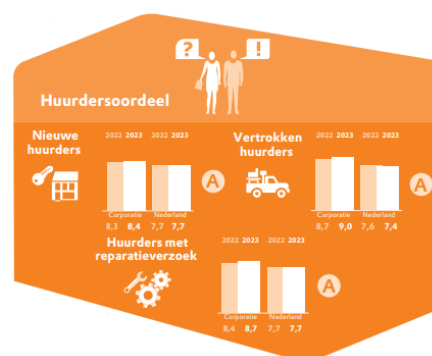 ? !
Huurdersoordeel
Nieuwe
huurders
2022 2023 2022 2023
A
Corporatie Nederland
8,3 8,4 7,7 7,7
Vertrokken
huurders
2022 2023 2022 2023
A
Corporatie Nederland
8,7 9,0 7,6 7,4
Huurders met
reparatieverzoek
2022 2023 2022 2023
A
Corporatie Nederland
8,4 8,7 7,7 7,7